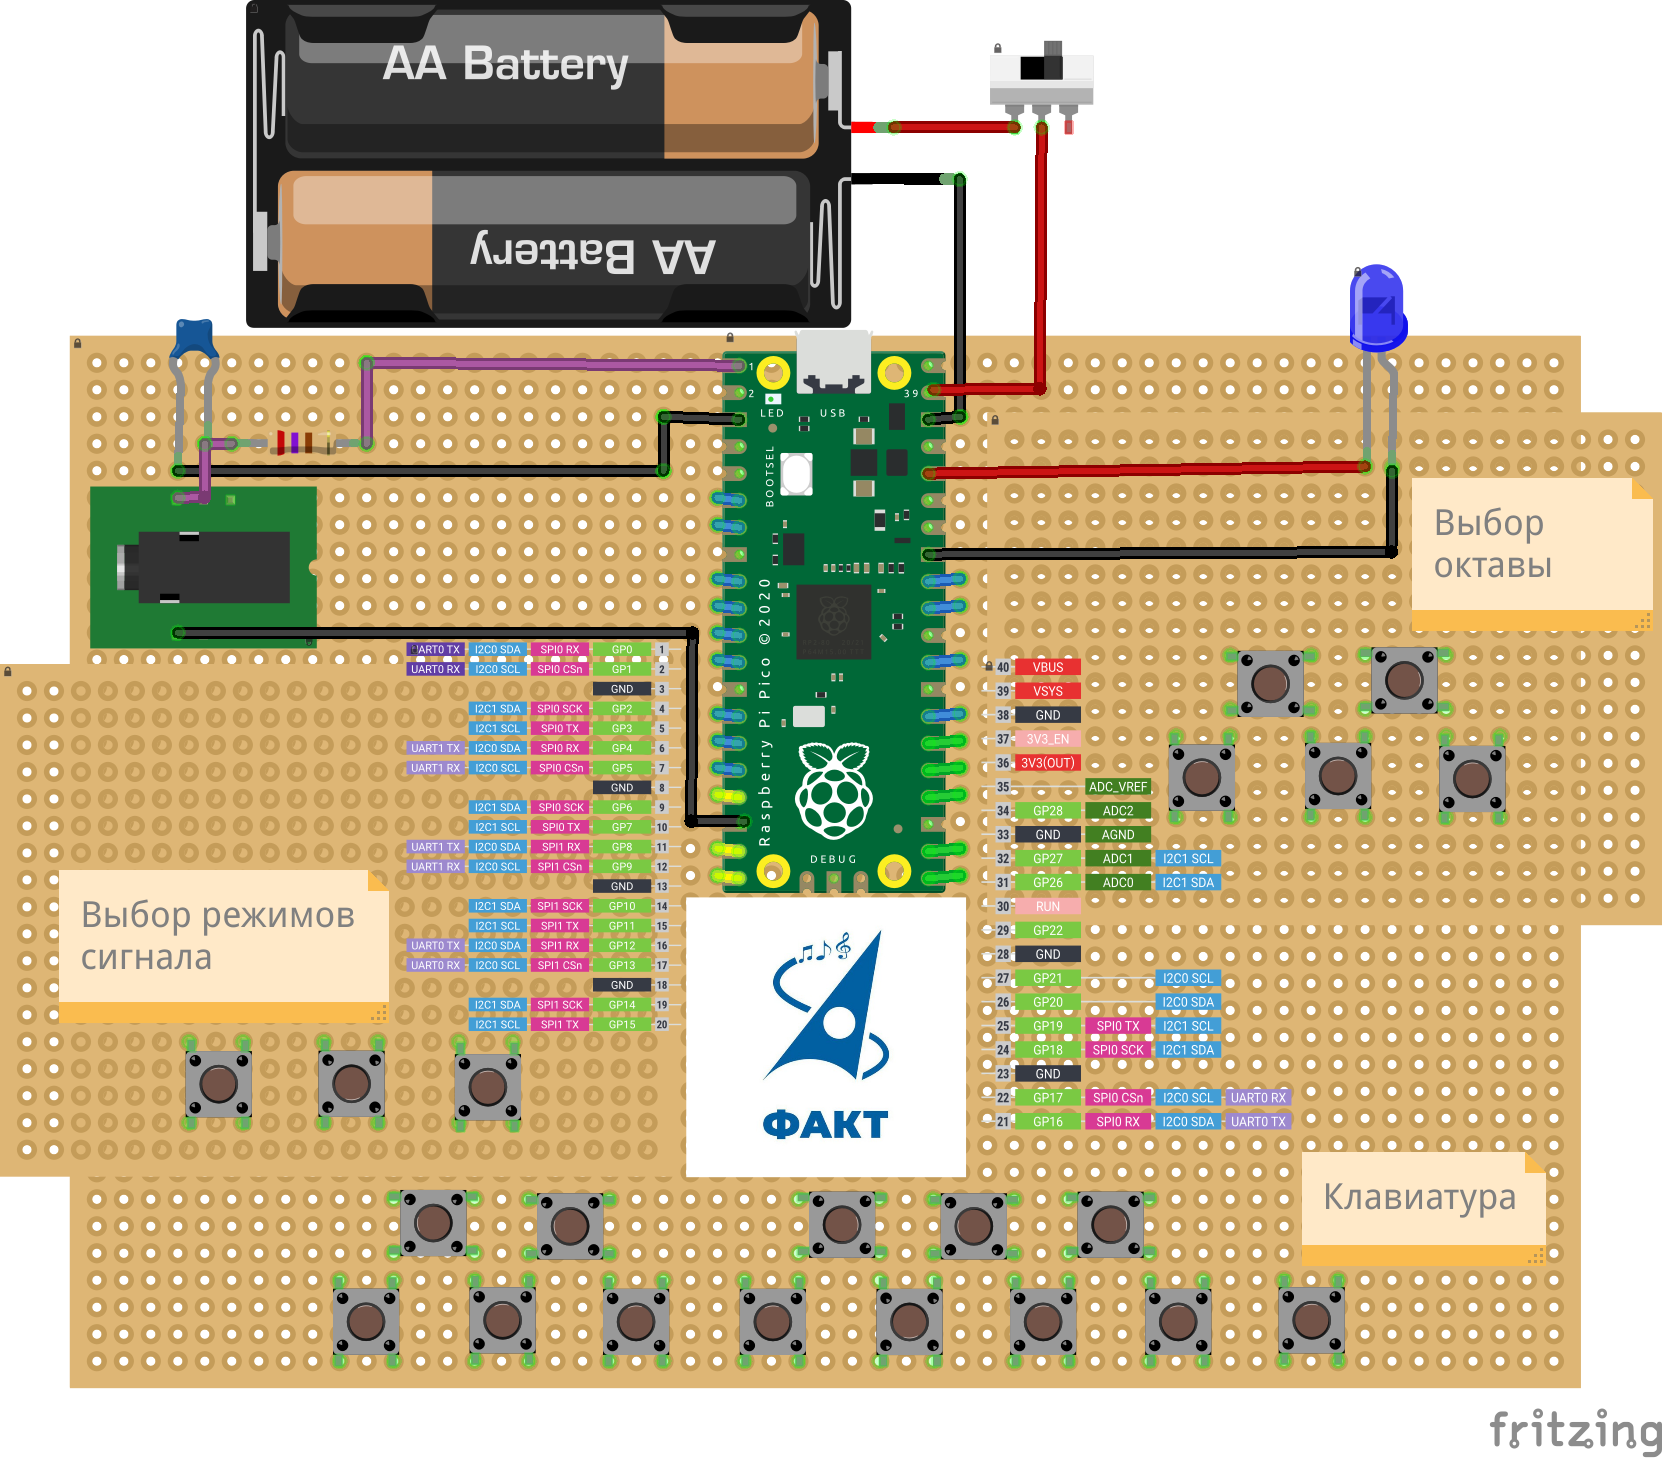 AA Battery
AA Battery
1
2
39
LED
USB
BOOTSEL
Raspberry Pi Pico © 2020
DEBUG
Выбор
октавы
UART0 TX I2C0 SDA SPI0 RX GP0 1
UART0 RX I2C0 SCL SPI0 CSn GP1 2
GND 3
I2C1 SDA SPI0 SCK GP2 4
I2C1 SCL SPI0 TX GP3 5
UART1 TX I2C0 SDA SPI0 RX GP4 6
UART1 RX I2C0 SCL SPI0 CSn GP5 7
GND 8
I2C1 SDA SPI0 SCK GP6 9
I2C1 SCL SPI0 TX GP7 10
UART1 TX I2C0 SDA SPI1 RX GP8 11
UART1 RX I2C0 SCL SPI1 CSn GP9 12
GND 13
I2C1 SDA SPI1 SCK GP10 14
I2C1 SCL SPI1 TX GP11 15
UART0 TX I2C0 SDA SPI1 RX GP12 16
UART0 RX I2C0 SCL SPI1 CSn GP13 17
GND 18
I2C1 SDA SPI1 SCK GP14 19
I2C1 SCL SPI1 TX GP15 20
40 VBUS
39 VSYS
38 GND
37 3V3_EN
36 3V3(OUT)
35 ADC_VREF
34 GP28 ADC2
33 GND AGND
32 GP27 ADC1 I2C1 SCL
31 GP26 ADC0 I2C1 SDA
30 RUN
29 GP22
28 GND
27 GP21 I2C0 SCL
26 GP20 I2C0 SDA
25 GP19 SPI0 TX I2C1 SCL
24 GP18 SPI0 SCK I2C1 SDA
23 GND
22 GP17 SPI0 CSn I2C0 SCL UART0 RX
21 GP16 SPI0 RX I2C0 SDA UART0 TX
Выбор режимов
сигнала
ФАКТ
Клавиатура
fritzing